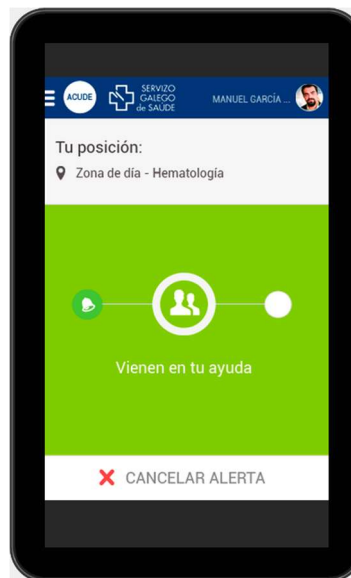 ACUDE
SERVIZO
GALEGO
de SAÚDE
MANUEL GARCÍA ...
Tu posición:
Zona de día - Hematología
Vienen en tu ayuda
CANCELAR ALERTA